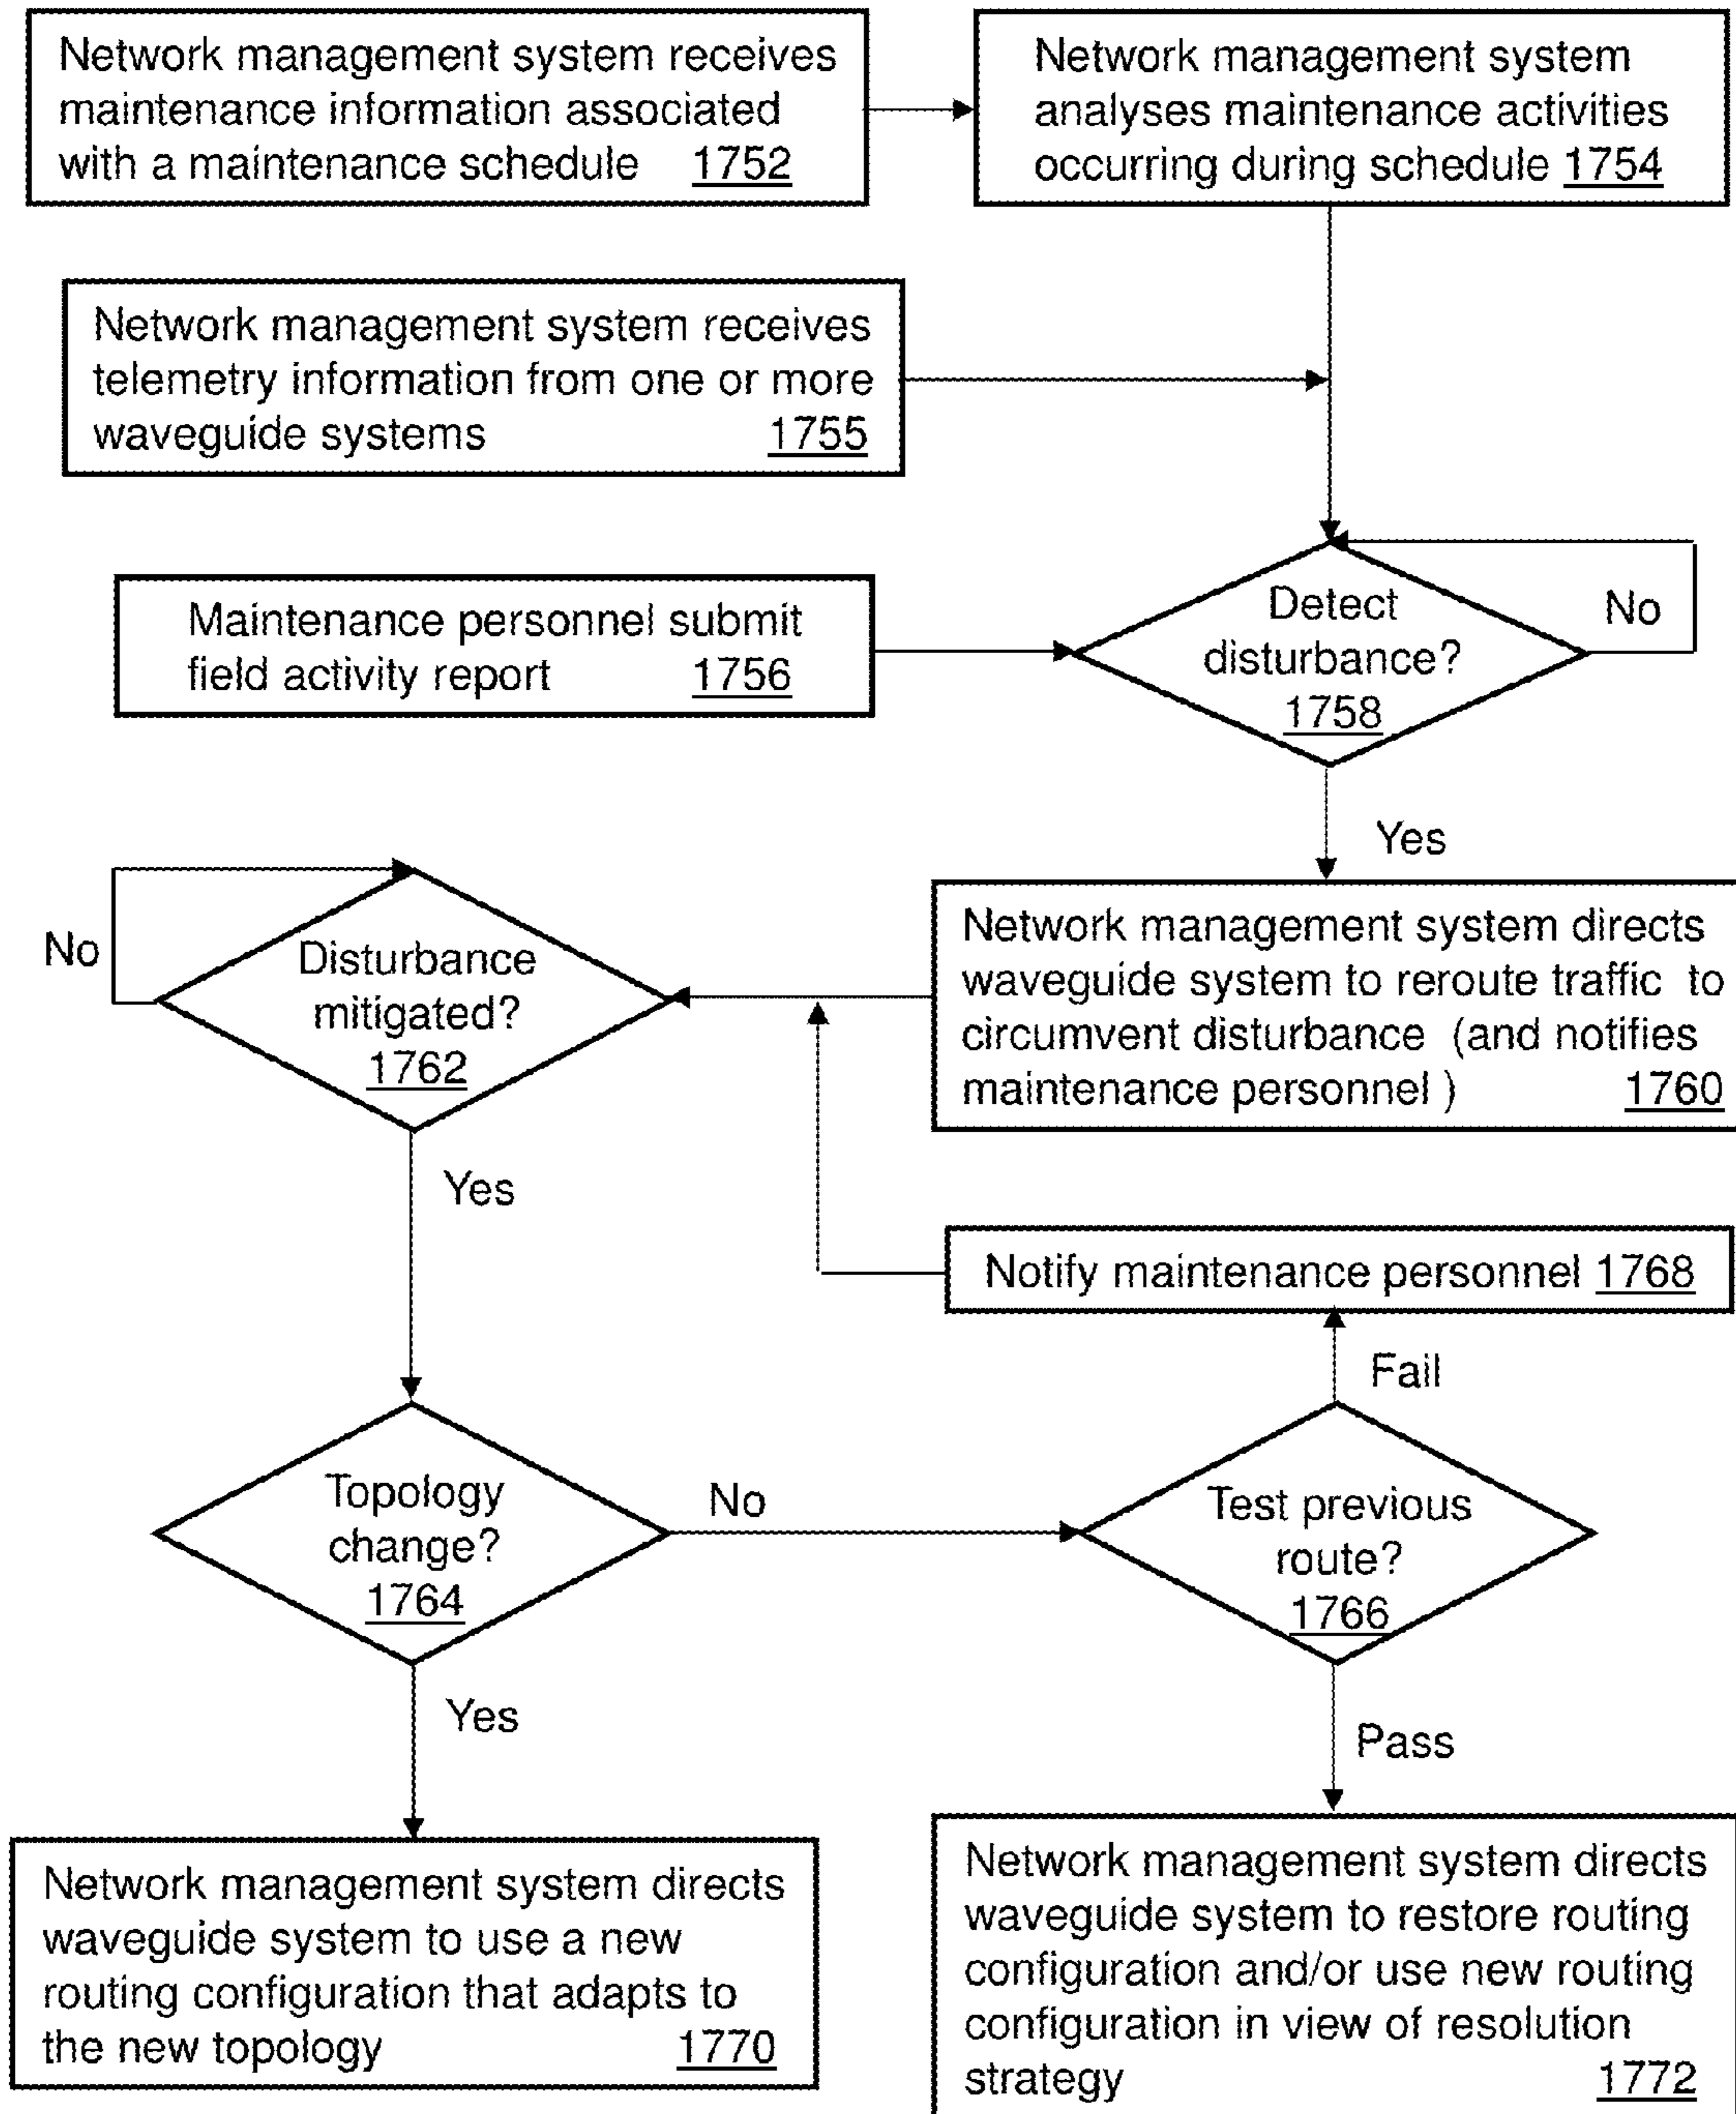 Network management system receives
maintenance information associated
with a maintenance schedule 1752
Network management system
analyses maintenance activities
occurring during schedule 1754
Network management system receives
telemetry information from one or more
waveguide systems 1755
Maintenance personnel submit
field activity report 1756
Detect
disturbance?
1758
No
Yes
Network management system directs
waveguide system to reroute traffic to
circumvent disturbance (and notifies
maintenance personnel ) 1760
No
Disturbance
mitigated?
1762
Yes
Notify maintenance personnel 1768
Fail
Topology
change?
1764
No
Test previous
route?
1766
Yes
Pass
Network management system directs
waveguide system to use a new
routing configuration that adapts to
the new topology 1770
Network management system directs
waveguide system to restore routing
configuration and/or use new routing
configuration in view of resolution
strategy 1772